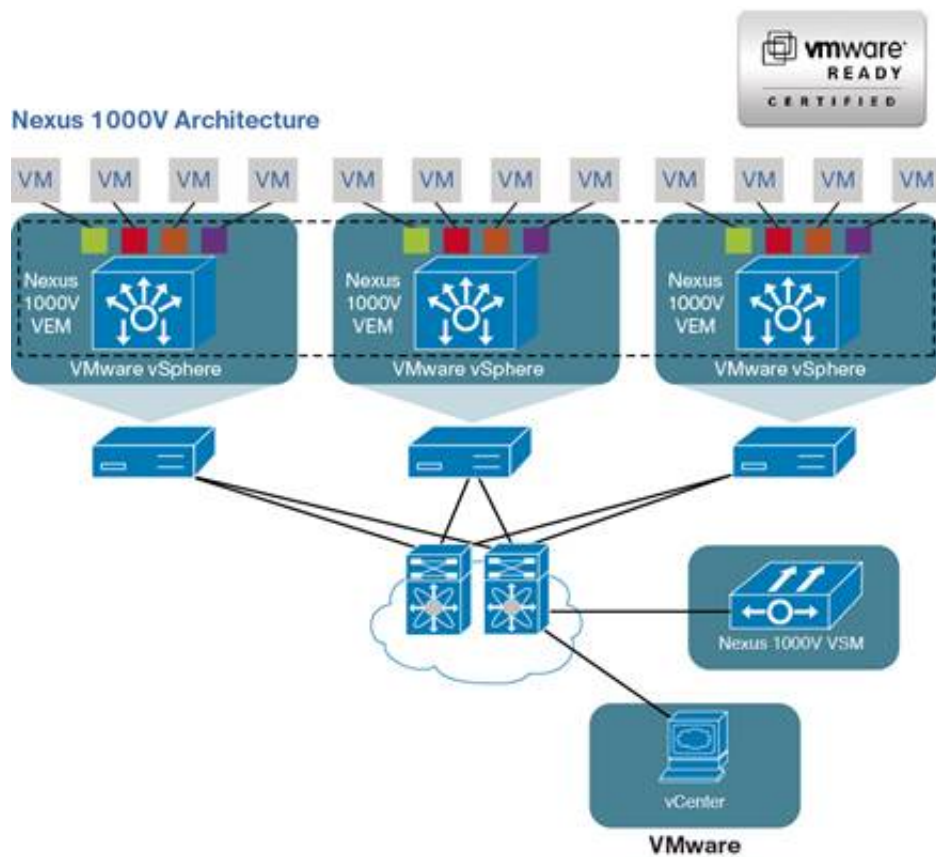 vmware
READY
CERTIFIED
Nexus 1000V Architecture
VM VM VM VM VM VM VM VM VM VM VM VM
Nexus
1000V
VEM
VMware vSphere
Nexus
1000V
VEM
VMware vSphere
Nexus
1000V
VEM
VMware vSphere
Nexus 1000V VSM
vCenter
VMware